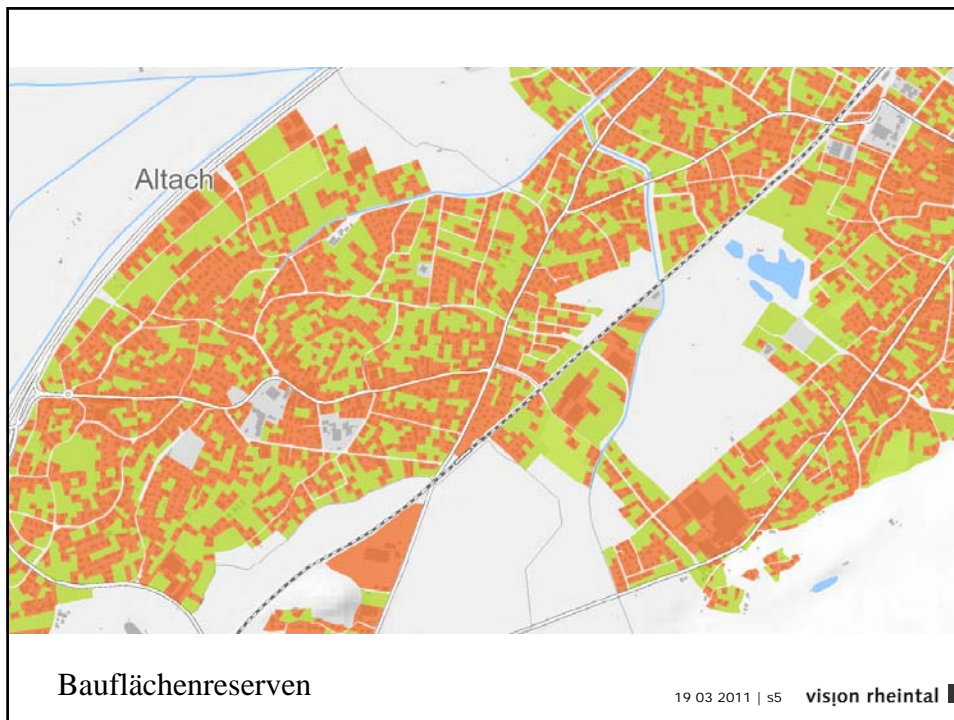 Altach
Bauflächenreserven
19 03 2011 | s5 vision rheintal